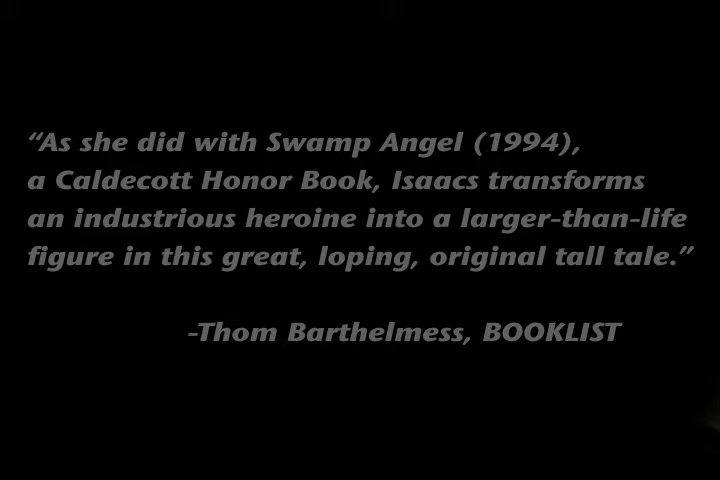 “As she did with Swamp Angel (1994),
a Caldecott Honor Book, Isaacs transforms
an industrious heroine into a larger-than-life
figure in this great, loping, original tall tale.”
-Thom Barthelmess, BOOKLIST